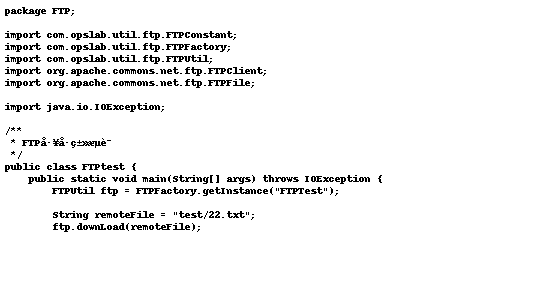 package FTP;
import com.opslab.util.ftp.FTPConstant;
import com.opslab.util.ftp.FTPFactory;
import com.opslab.util.ftp.FTPUtil;
import org.apache.commons.net.ftp.FTPClient;
import org.apache.commons.net.ftp.FTPFile;
import java.io.IOException;
/**
* FTPå·¥å·ç±»æµè¯
*/
public class FTPtest {
public static void main(String[] args) throws IOException {
FTPUtil ftp = FTPFactory.getInstance("FTPTest");
String remoteFile = "test/22.txt";
ftp.downLoad(remoteFile);